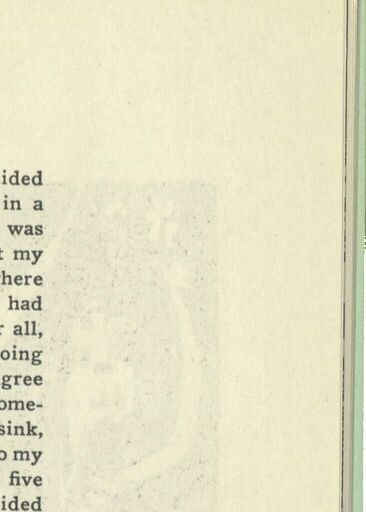 ided
in a
was
t my
here
had
r all,
oing
gree
ome-
sink,
o my
five
ided